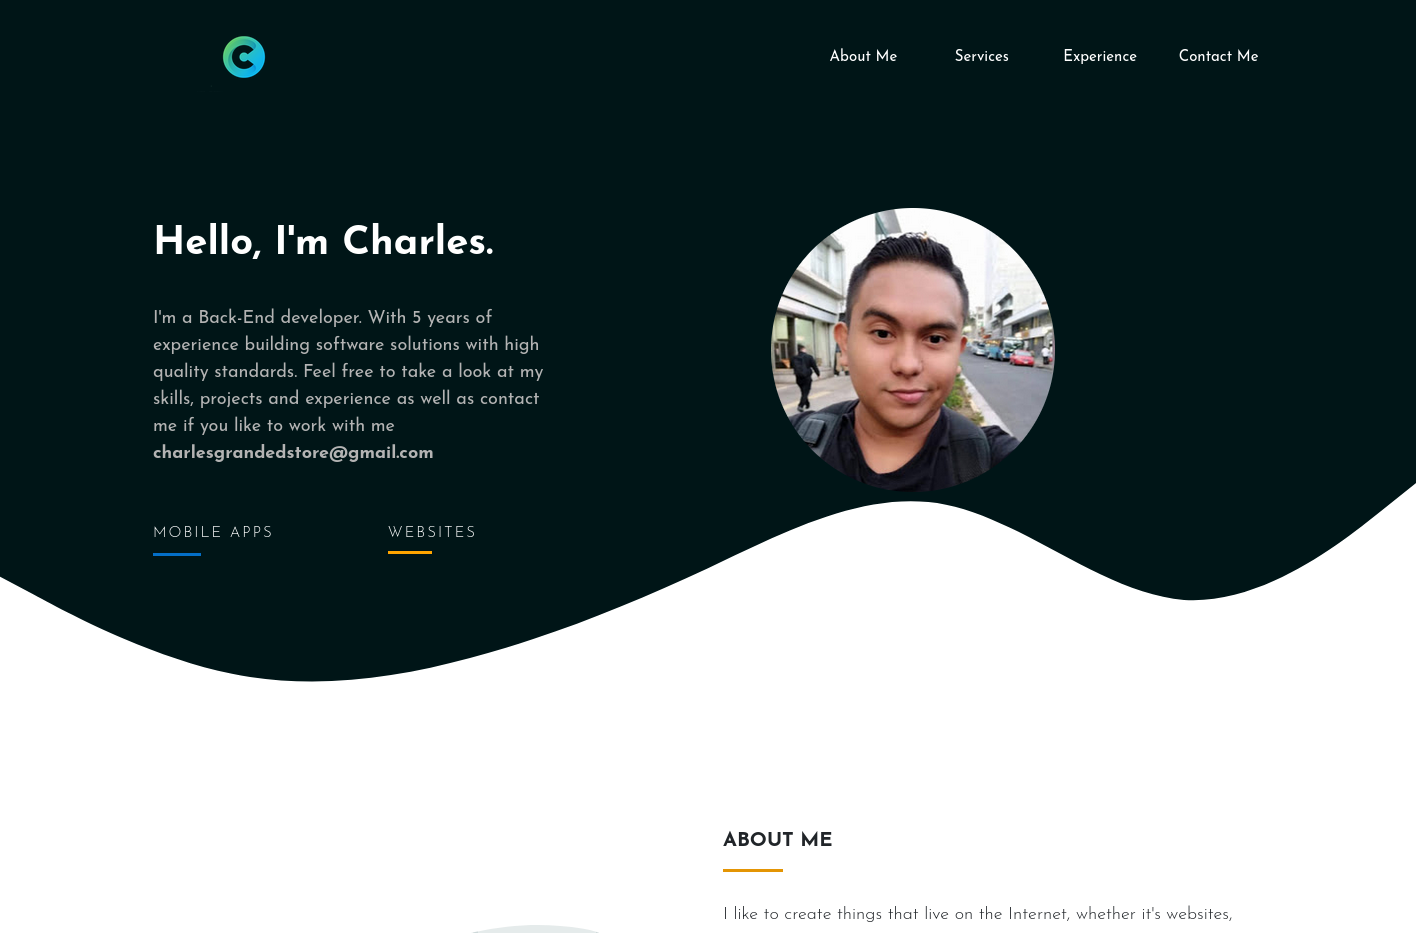 C
About Me Services Experience Contact Me
Hello, I'm Charles.
I'm a Back-End developer. With 5 years of
experience building software solutions with high
quality standards. Feel free to take a look at my
skills, projects and experience as well as contact
me if you like to work with me
charlesgrandedstore@gmail.com
MOBILE APPS WEBSITES
ABOUT ME
I like to create things that live on the Internet, whether it's websites,